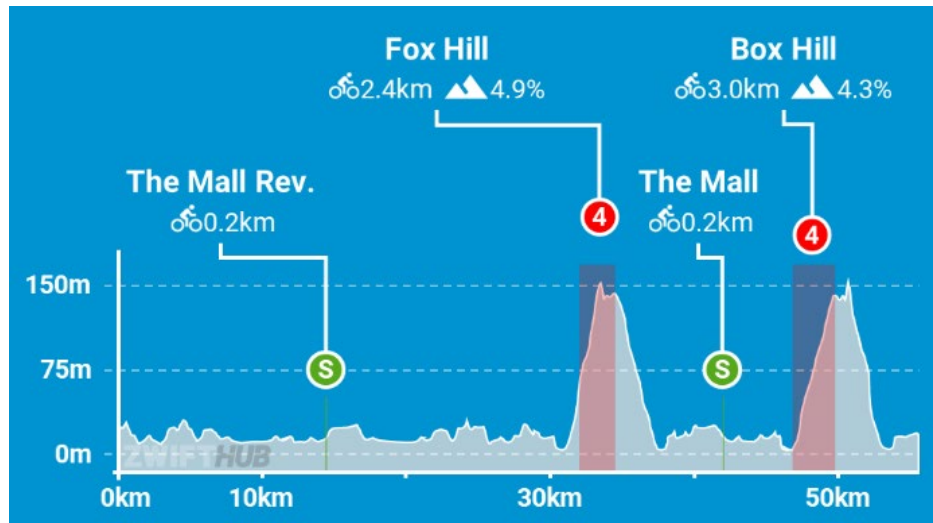 Fox Hill
2.4km 4.9%
Box Hill
3.0km 4.3%
The Mall Rev.
0.2km
The Mall
0.2km
4
4
150m
75m
S
S
0m
ZWIFTHUB
0km 10km 30km 50km